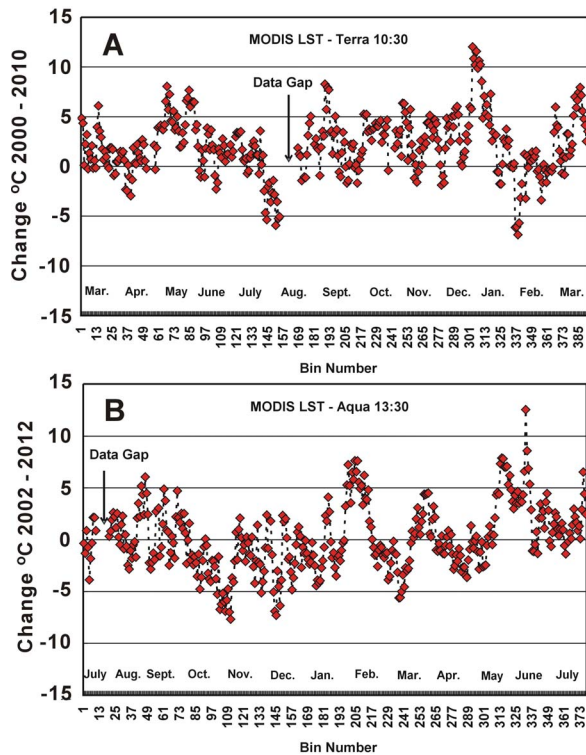 A
MODIS LST - Terra 10:30
Data Gap
Change ºC 2000 - 2010
15
10
5
0
-5
-10
-15
Mar. Apr. May June July Aug. Sept. Oct. Nov. Dec. Jan. Feb. Mar.
1 13 25 37 49 61 73 85 97 109 121 133 145 157 169 181 193 205 217 229 241 253 265 277 289 301 313 325 337 349 361 373 385
Bin Number
B
MODIS LST - Aqua 13:30
Data Gap
Change ºC 2002 - 2012
15
10
5
0
-5
-10
-15
July Aug. Sept. Oct. Nov. Dec. Jan. Feb. Mar. Apr. May June July
1 13 25 37 49 61 73 85 97 109 121 133 145 157 169 181 193 205 217 229 241 253 265 277 289 301 313 325 337 349 361 373
Bin Number